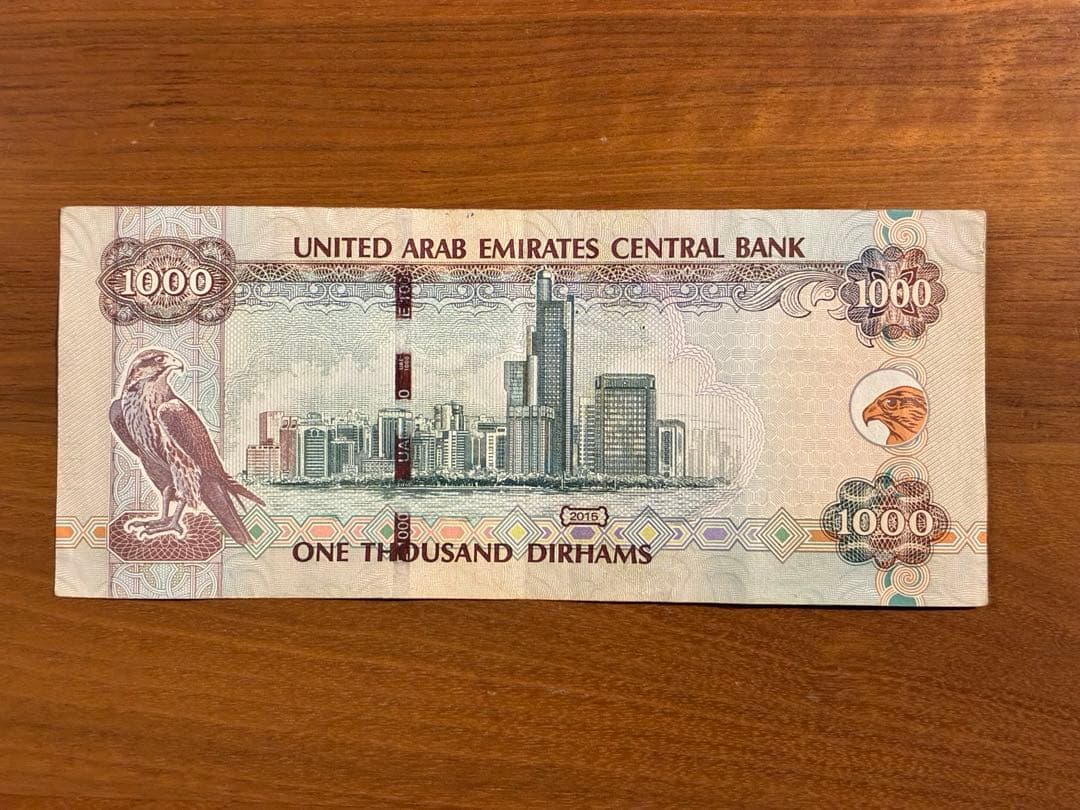 UNITED ARAB EMIRATES CENTRAL BANK
1000
1000
2015
1000
ONE THOUSAND DIRHAMS